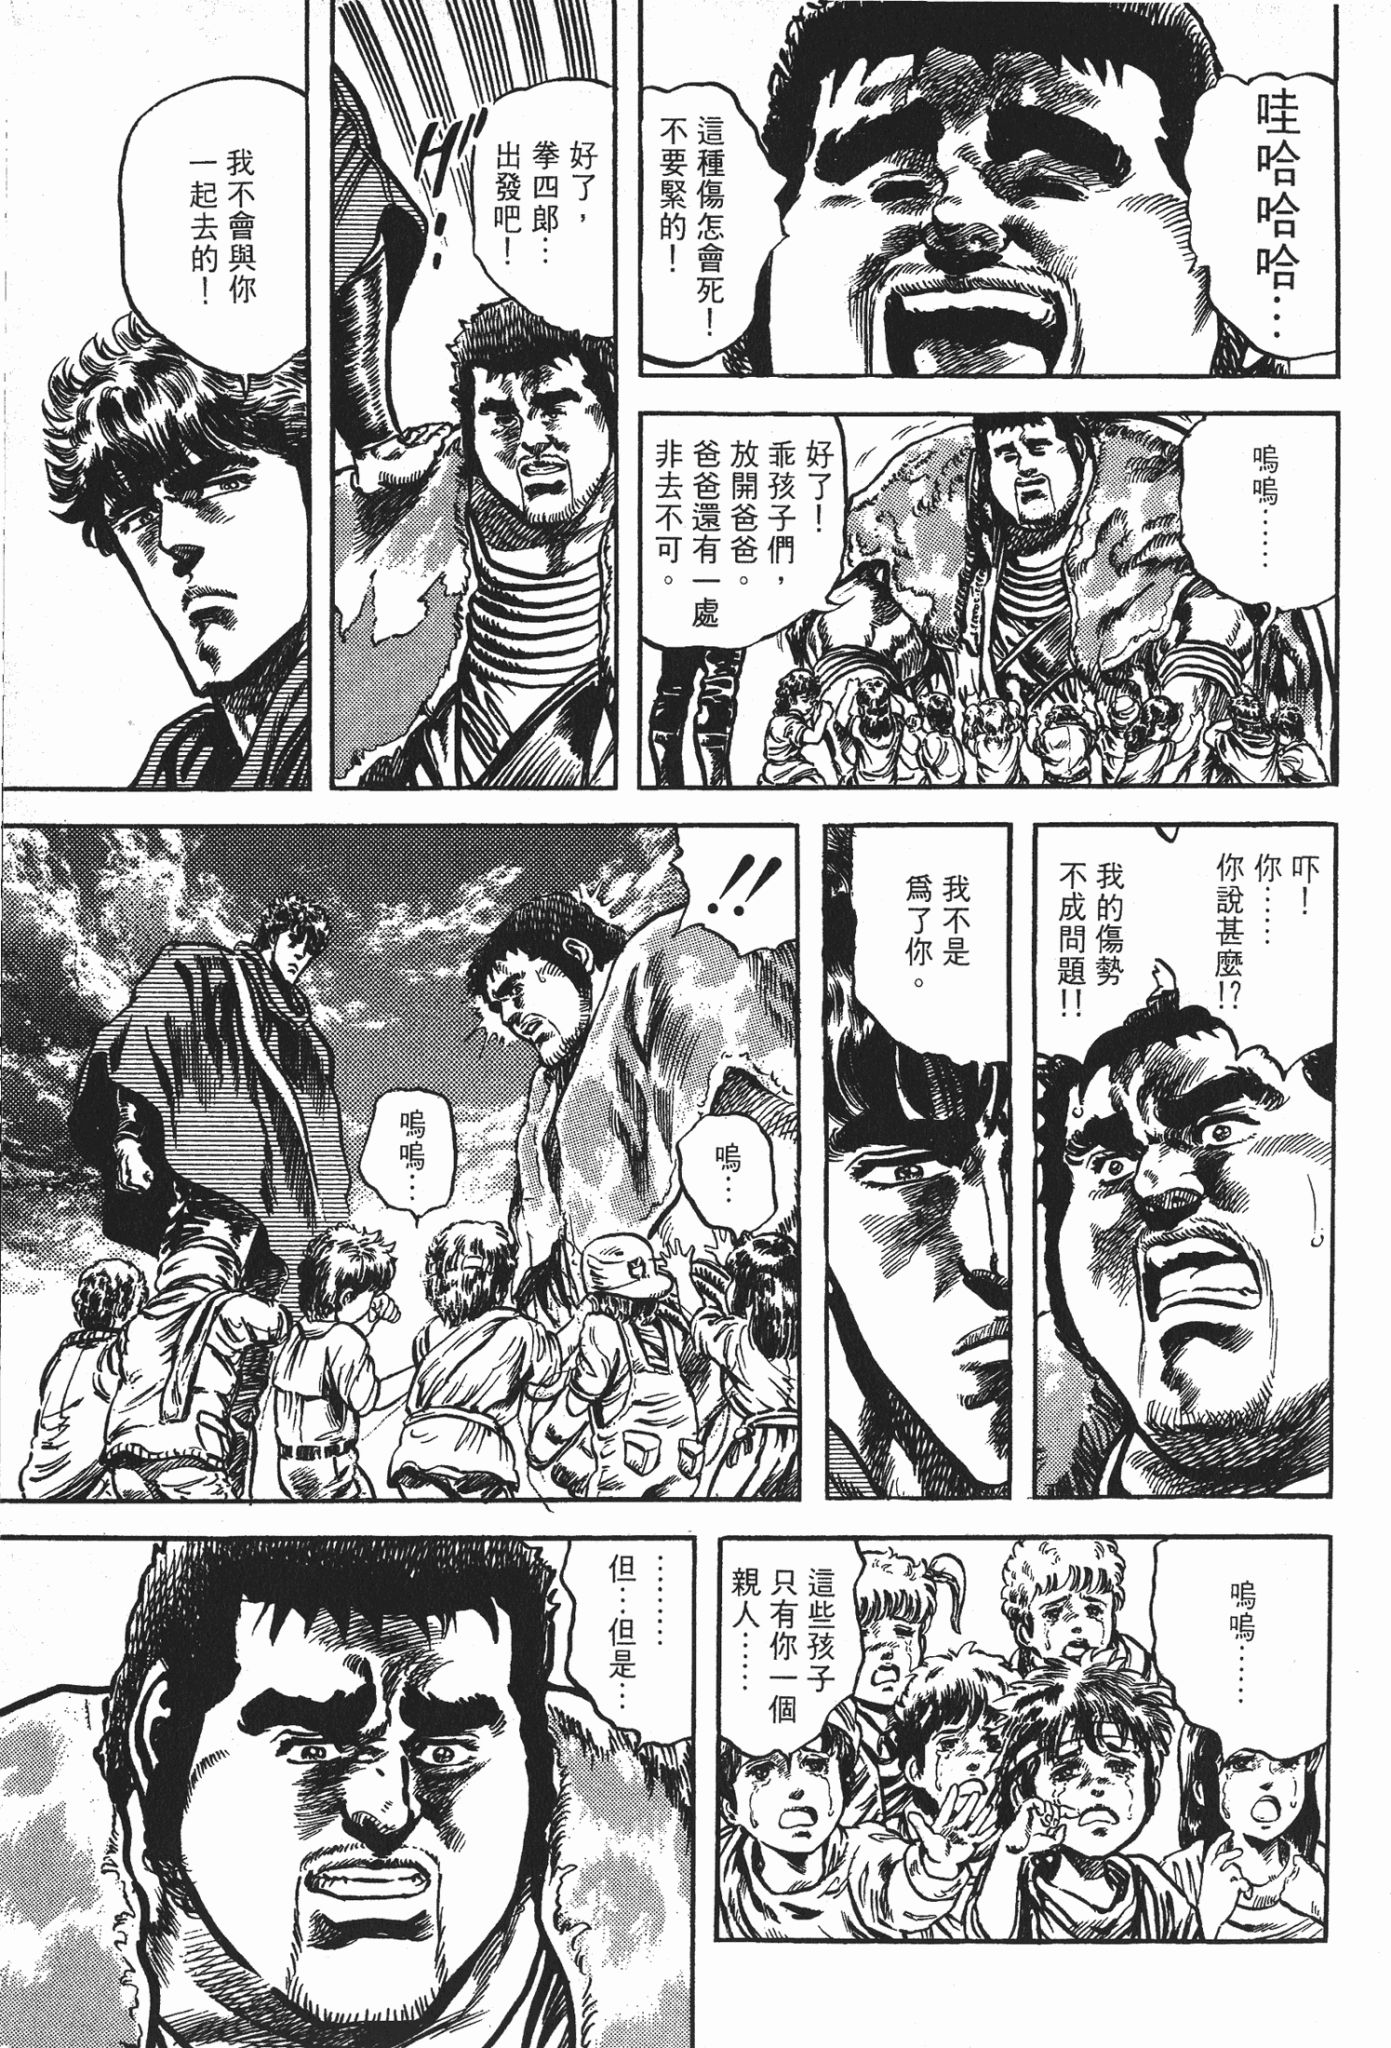 哇哈哈哈…
這種傷怎會死！
不要緊的！
嗚嗚……
好了！
乖孩子們，
放開爸爸。
爸爸還有一處
非去不可。
好了，
拳四郎…
出發吧！
我不會與你
一起去的！
吓！
你……
你說甚麼!?
我的傷勢
不成問題!!
我不是
爲了你。
!!
嗚…
嗚嗚…
嗚嗚……
這些孩子
只有你一個
親人……
………
但…但是…